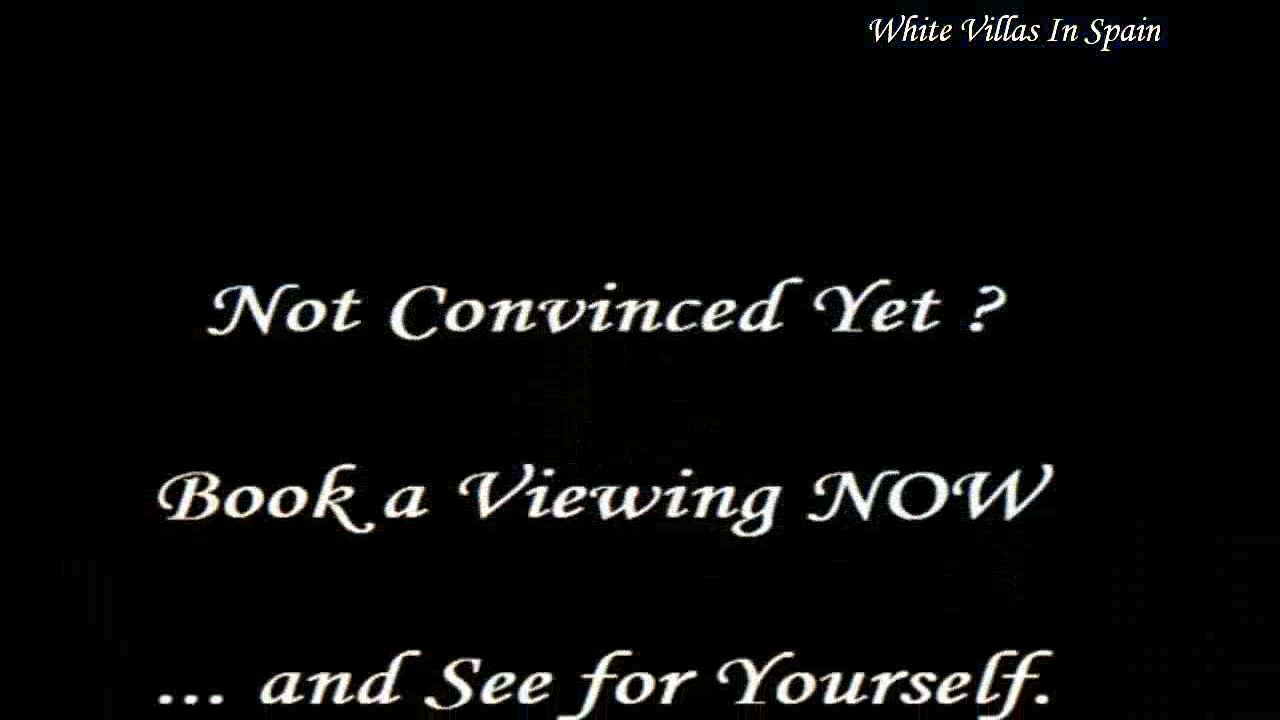 White Villas In Spain
Not Convinced Yet ?
Book a Viewing NOW
... and See for Yourself.